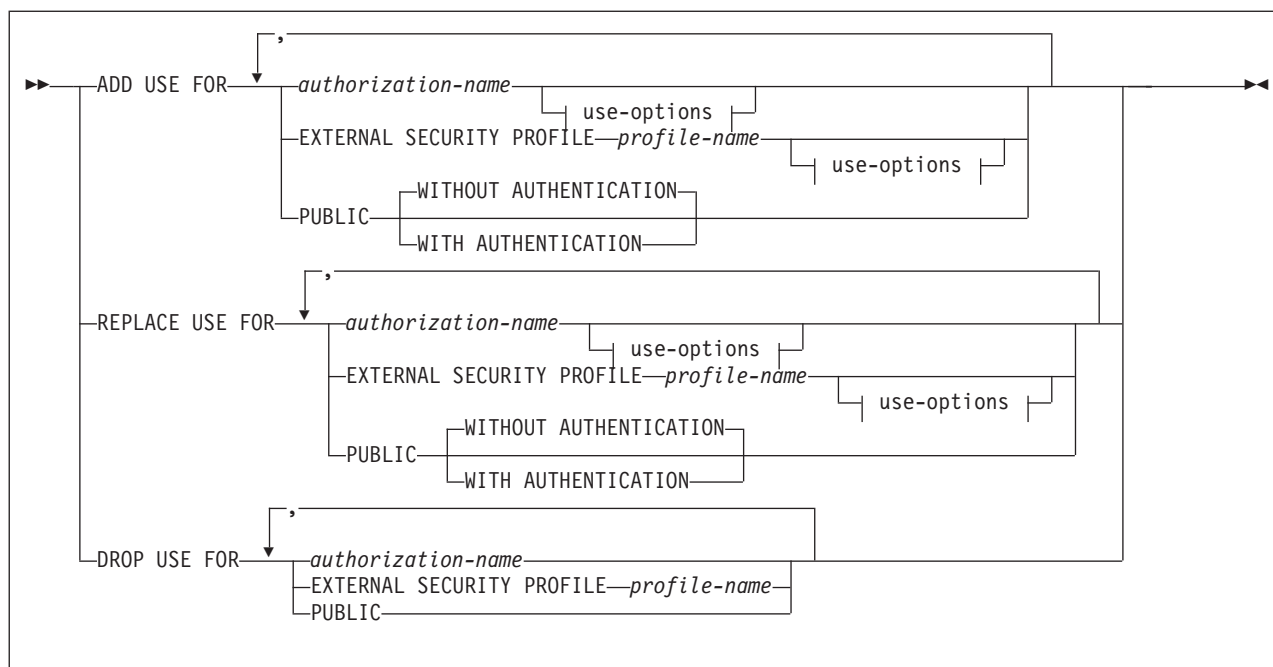 ,
ADD USE FOR authorization-name
use-options
EXTERNAL SECURITY PROFILE profile-name
use-options
WITHOUT AUTHENTICATION
PUBLIC
WITH AUTHENTICATION
,
REPLACE USE FOR authorization-name
use-options
EXTERNAL SECURITY PROFILE profile-name
use-options
WITHOUT AUTHENTICATION
PUBLIC
WITH AUTHENTICATION
,
DROP USE FOR authorization-name
EXTERNAL SECURITY PROFILE profile-name
PUBLIC